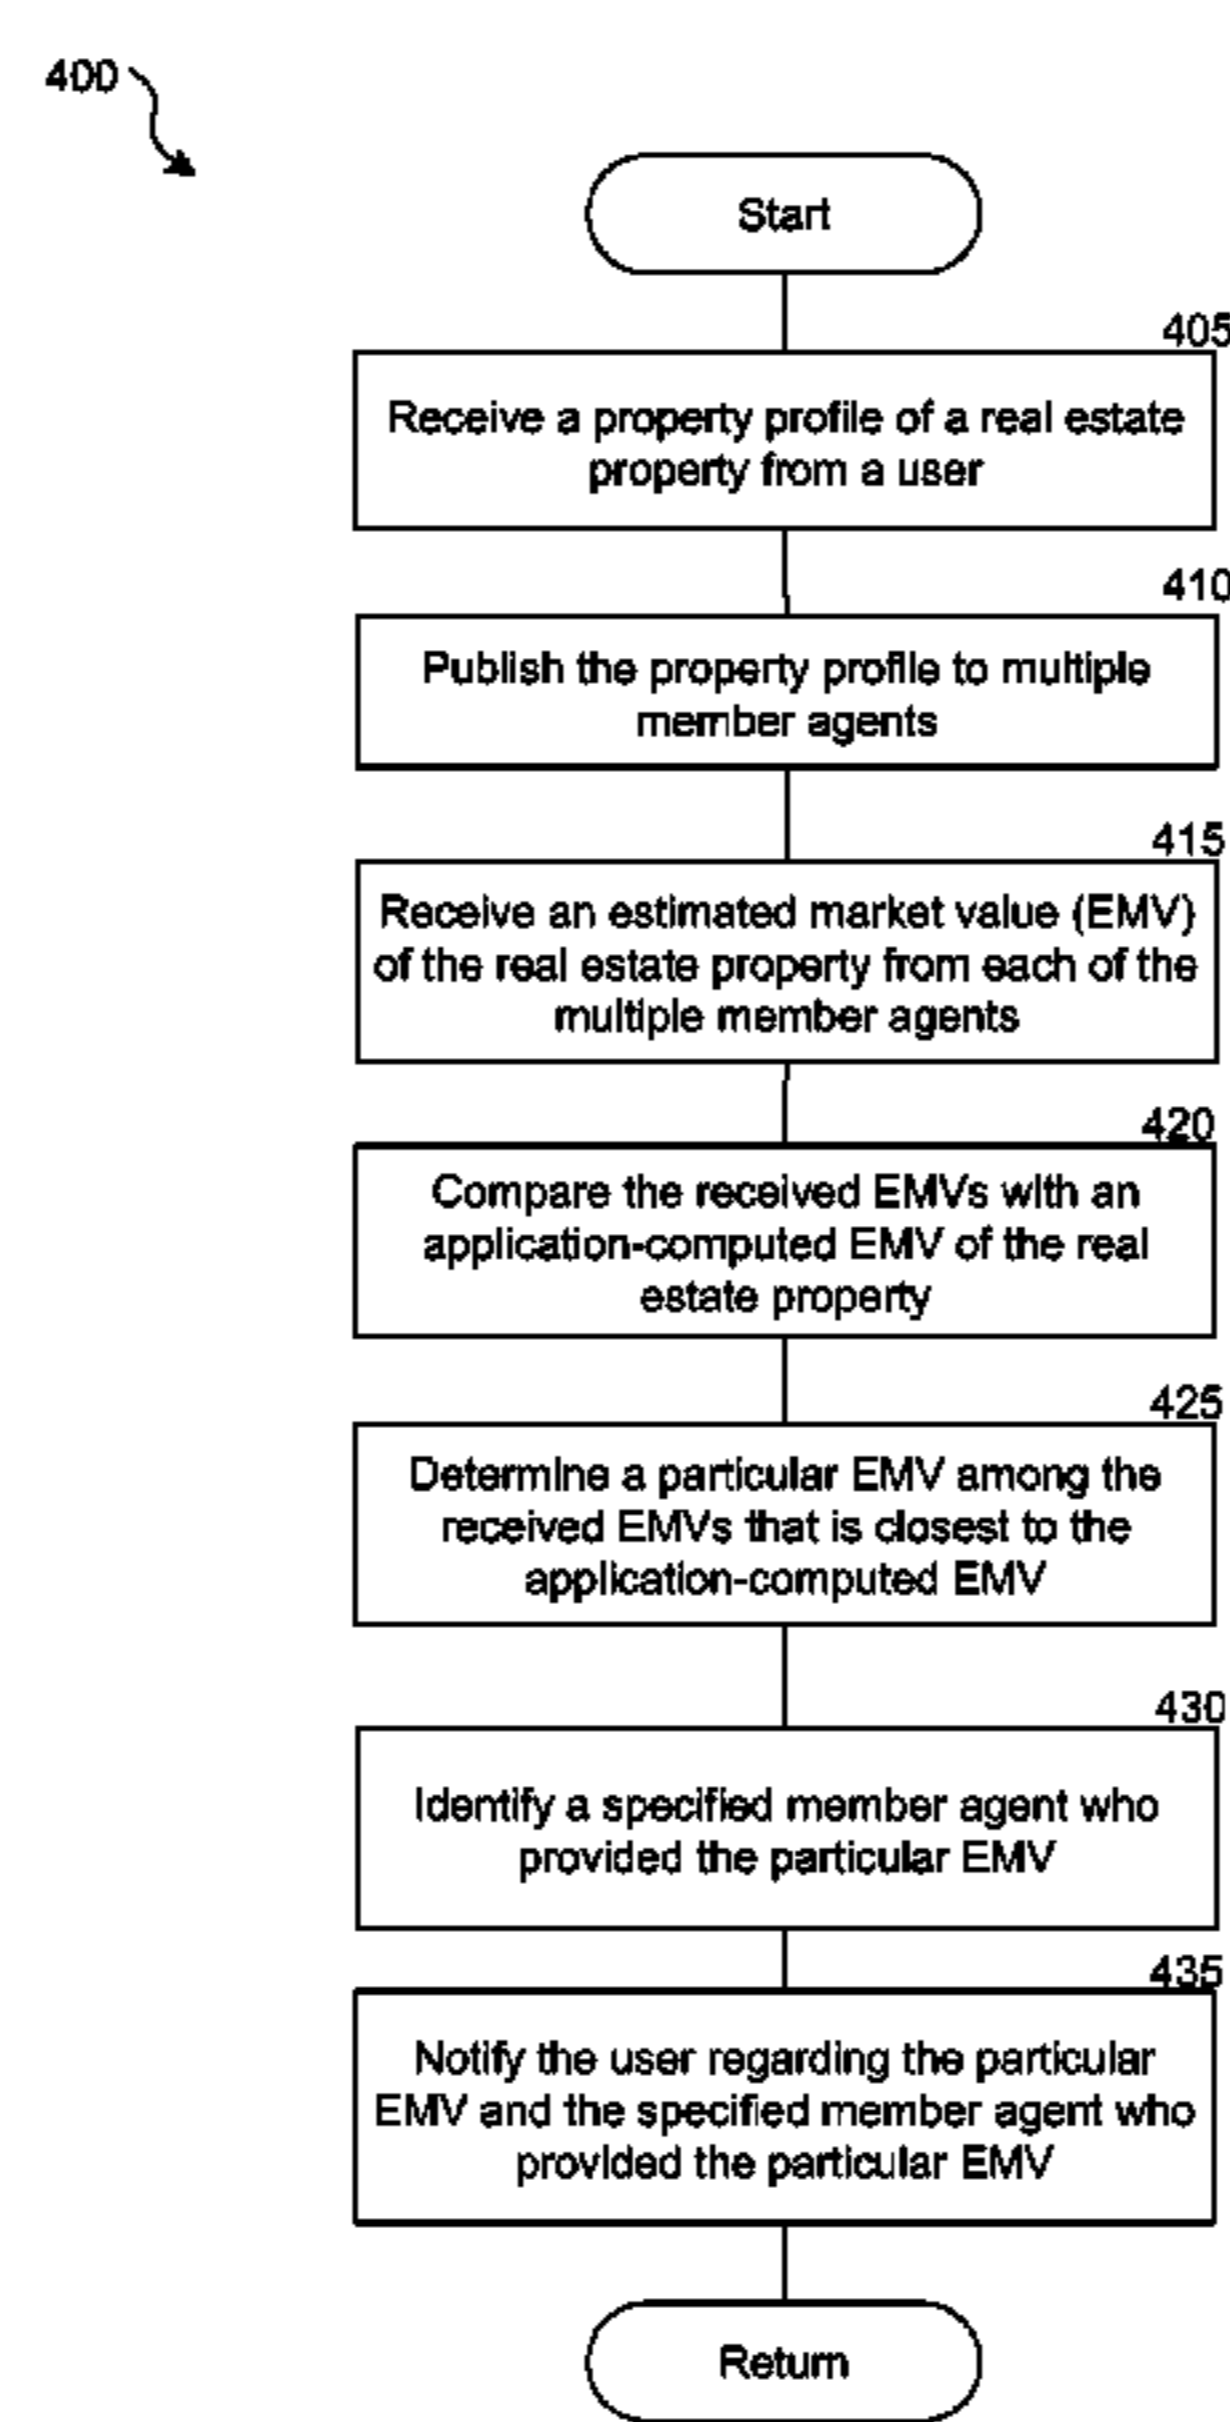 400
Start
405
Receive a property profile of a real estate
property from a user
410
Publish the property profile to multiple
member agents
415
Receive an estimated market value (EMV)
of the real estate property from each of the
multiple member agents
420
Compare the received EMVs with an
application-computed EMV of the real
estate property
425
Determine a particular EMV among the
received EMVs that is closest to the
application-computed EMV
430
Identify a specified member agent who
provided the particular EMV
435
Notify the user regarding the particular
EMV and the specified member agent who
provided the particular EMV
Return